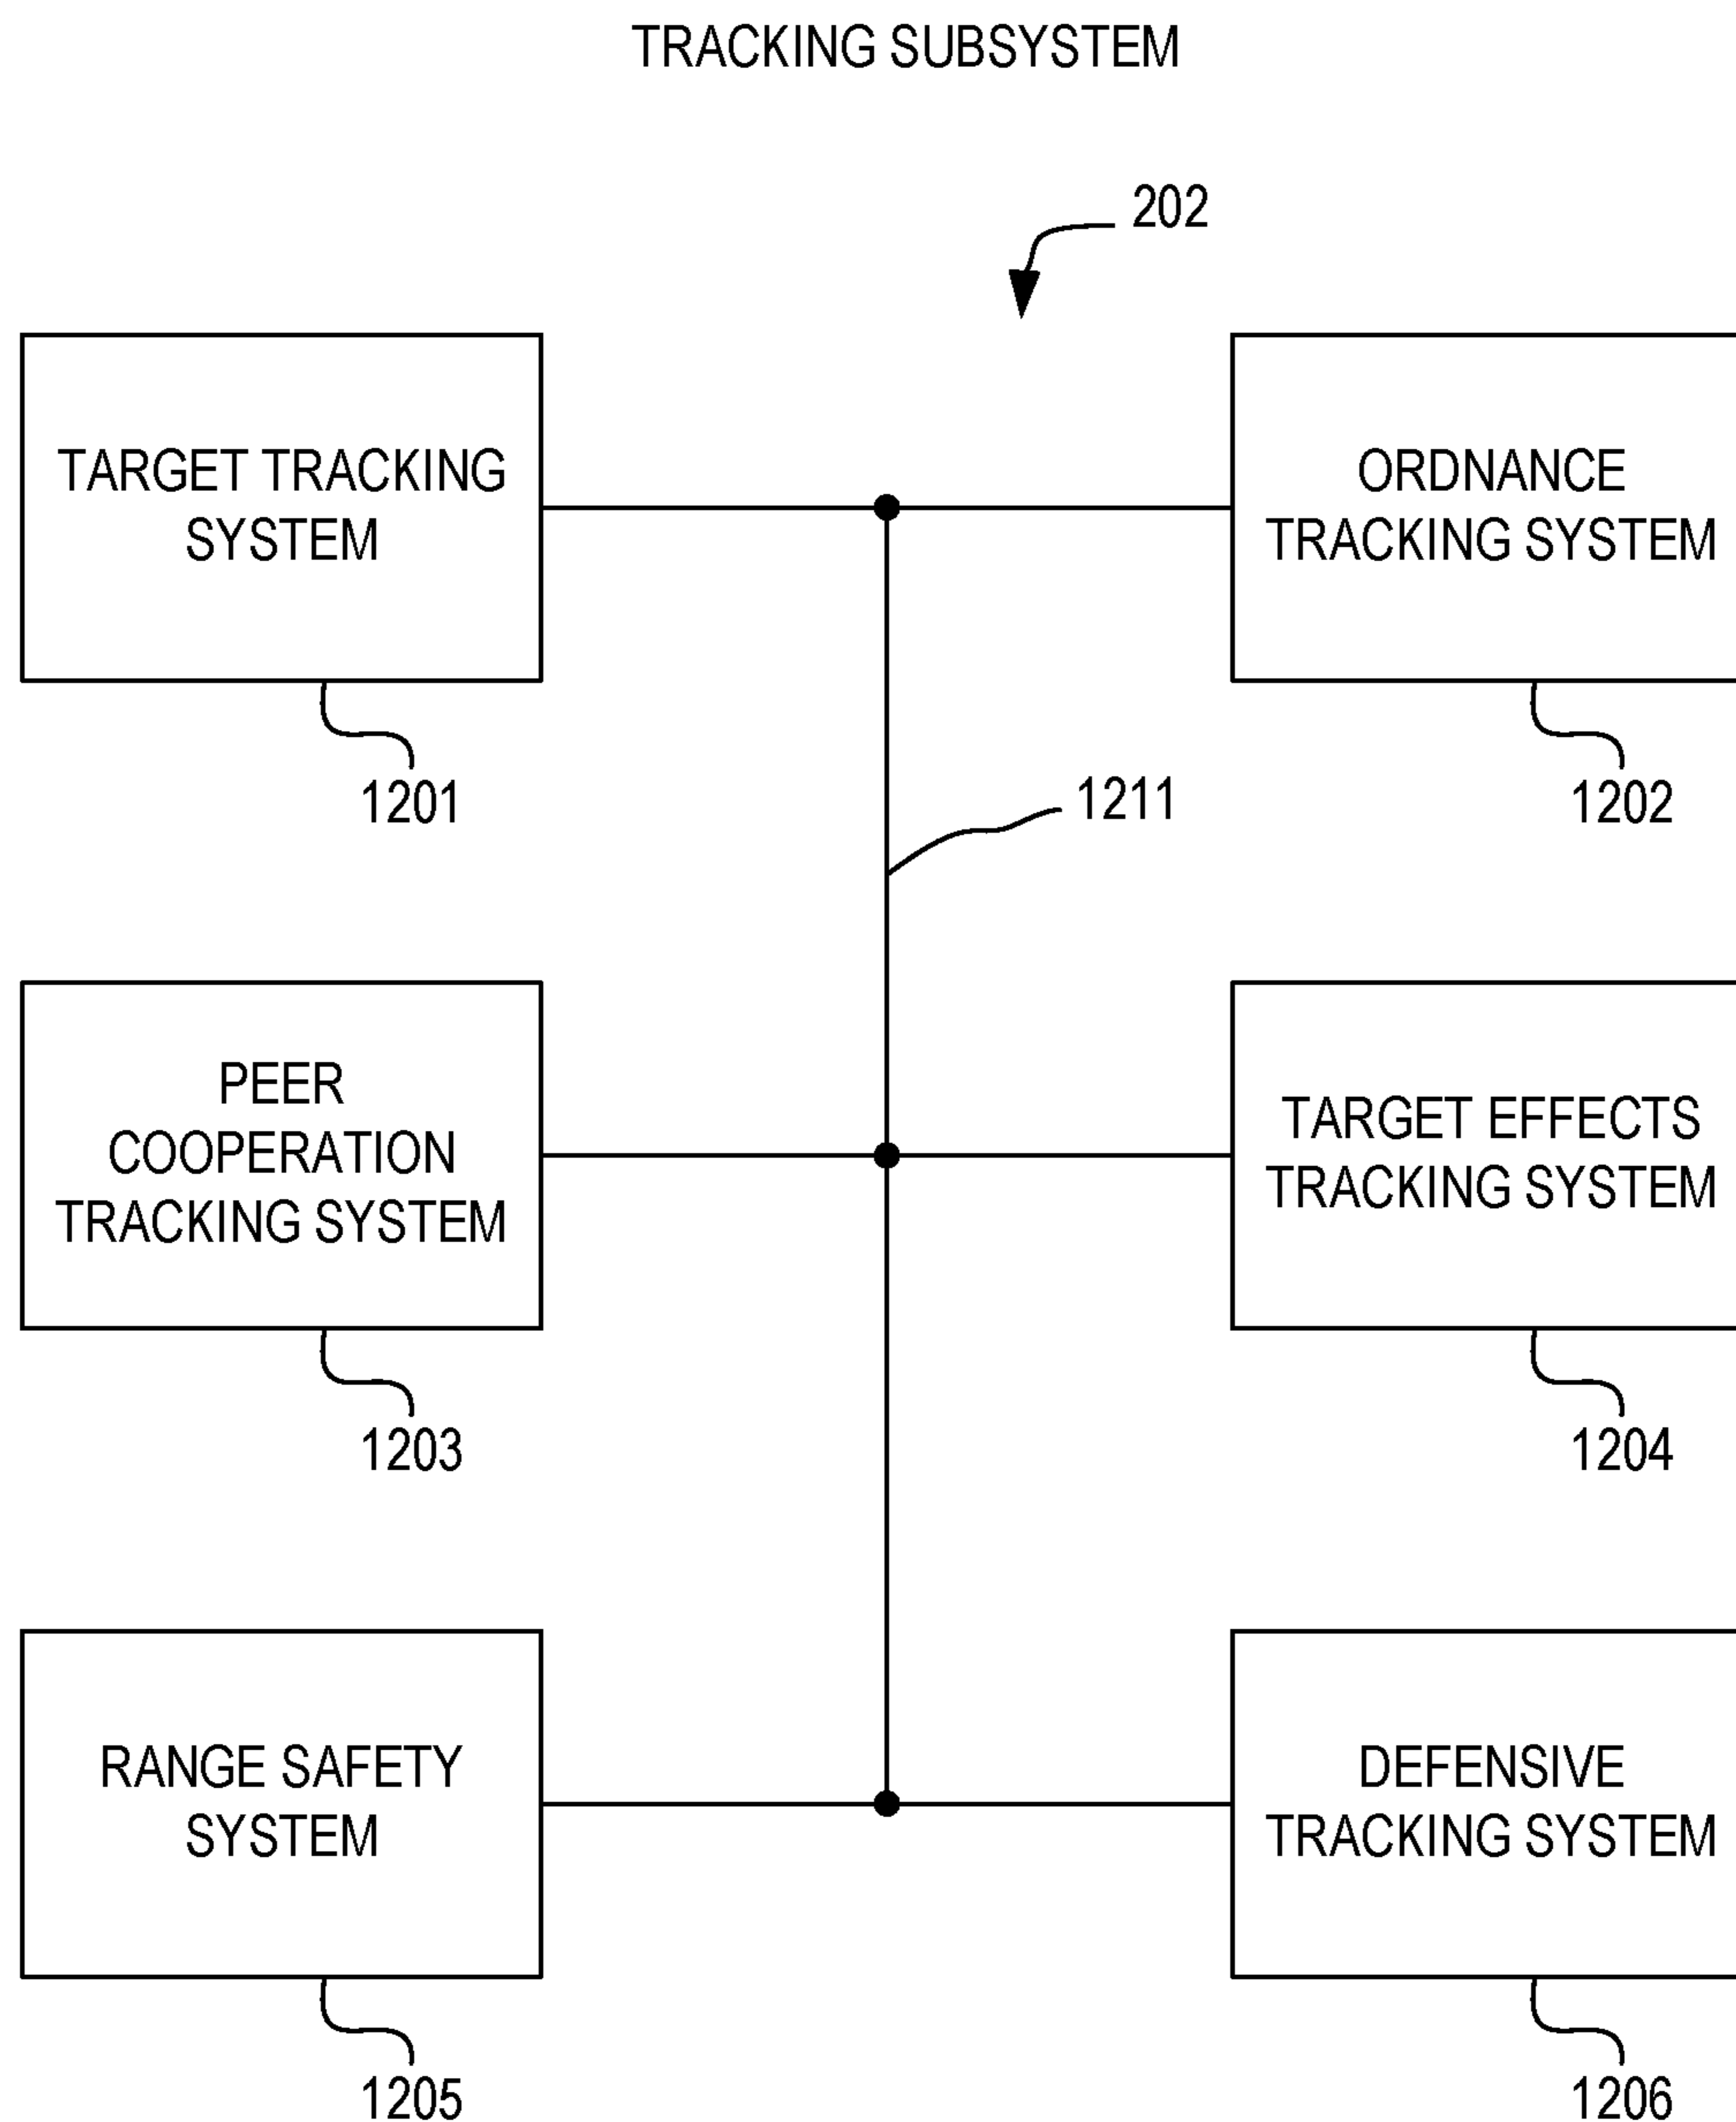 TRACKING SUBSYSTEM
202
TARGET TRACKING
SYSTEM
1201
ORDNANCE
TRACKING SYSTEM
1202
1211
PEER
COOPERATION
TRACKING SYSTEM
1203
TARGET EFFECTS
TRACKING SYSTEM
1204
RANGE SAFETY
SYSTEM
1205
DEFENSIVE
TRACKING SYSTEM
1206